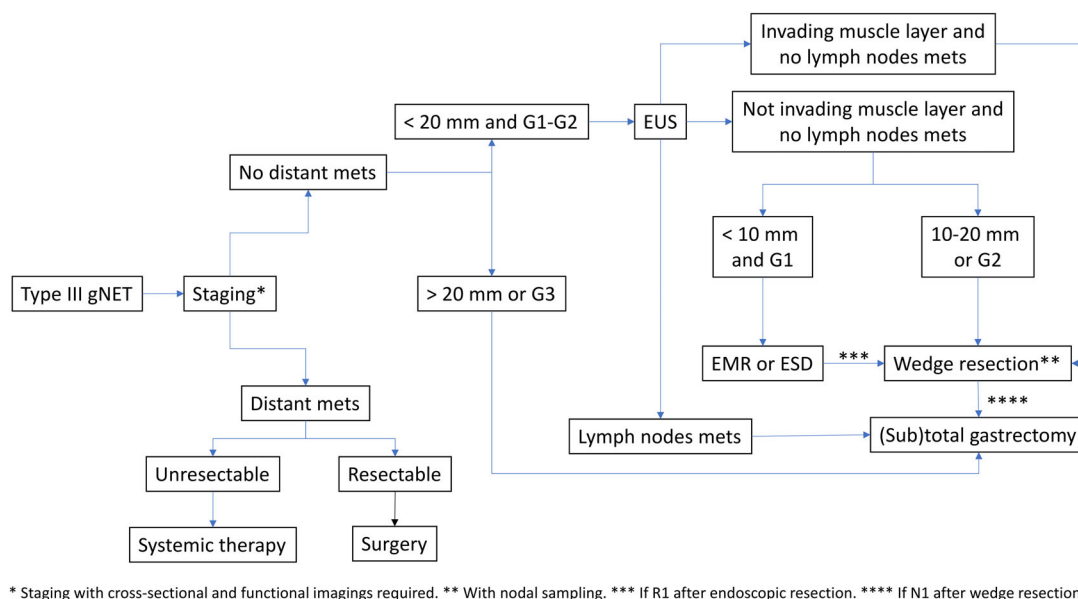 Invading muscle layer and
no lymph nodes mets
< 20 mm and G1-G2
EUS
Not invading muscle layer and
no lymph nodes mets
No distant mets
< 10 mm
and G1
10-20 mm
or G2
Type III gNET
Staging*
> 20 mm or G3
EMR or ESD
***
Wedge resection**
****
Distant mets
Lymph nodes mets
(Sub)total gastrectomy
Unresectable
Resectable
Systemic therapy
Surgery
* Staging with cross-sectional and functional imagings required. ** With nodal sampling. *** If R1 after endoscopic resection. **** If N1 after wedge resection